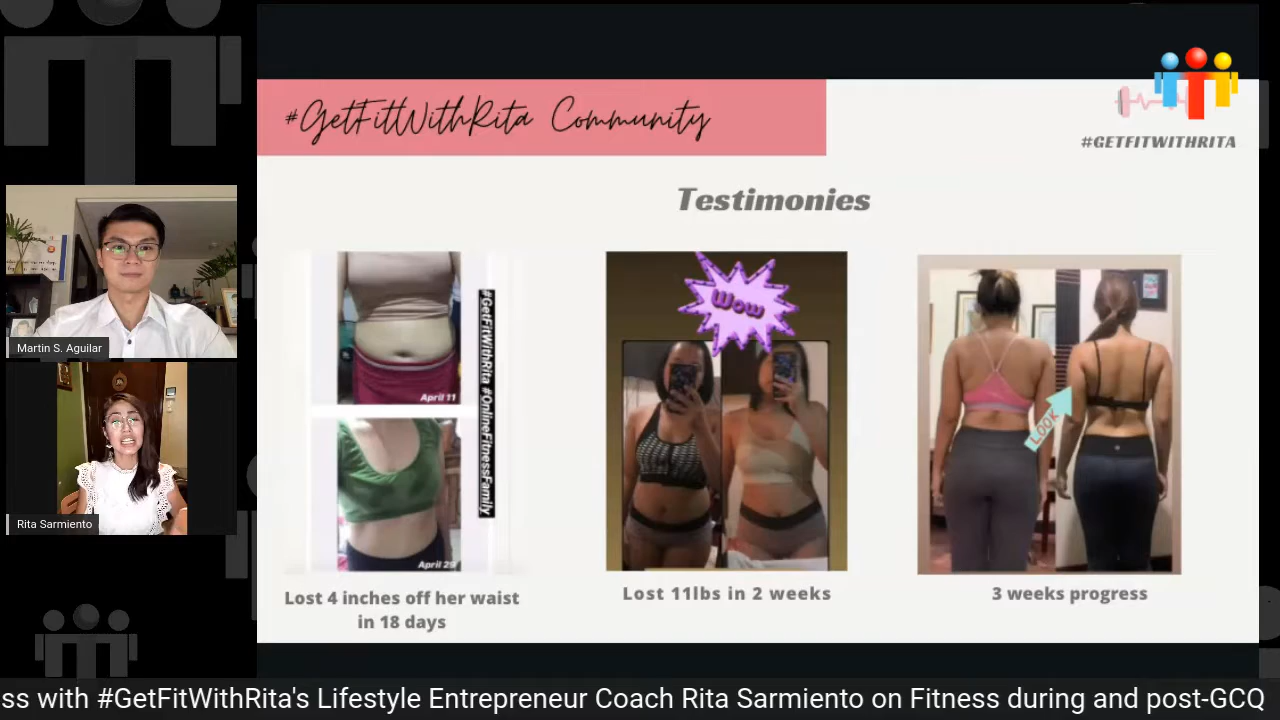 #GetFitWithRita Community
#GETFITWITHRITA
Testimonies
Wow
#GetFitWithRita #OnlineFitnessFamily
April 11
April 29
LOOK
Lost 4 inches off her waist
in 18 days
Lost 11lbs in 2 weeks
3 weeks progress
Martin S. Aguilar
Rita Sarmiento
ss with #GetFitWithRita's Lifestyle Entrepreneur Coach Rita Sarmiento on Fitness during and post-GCQ